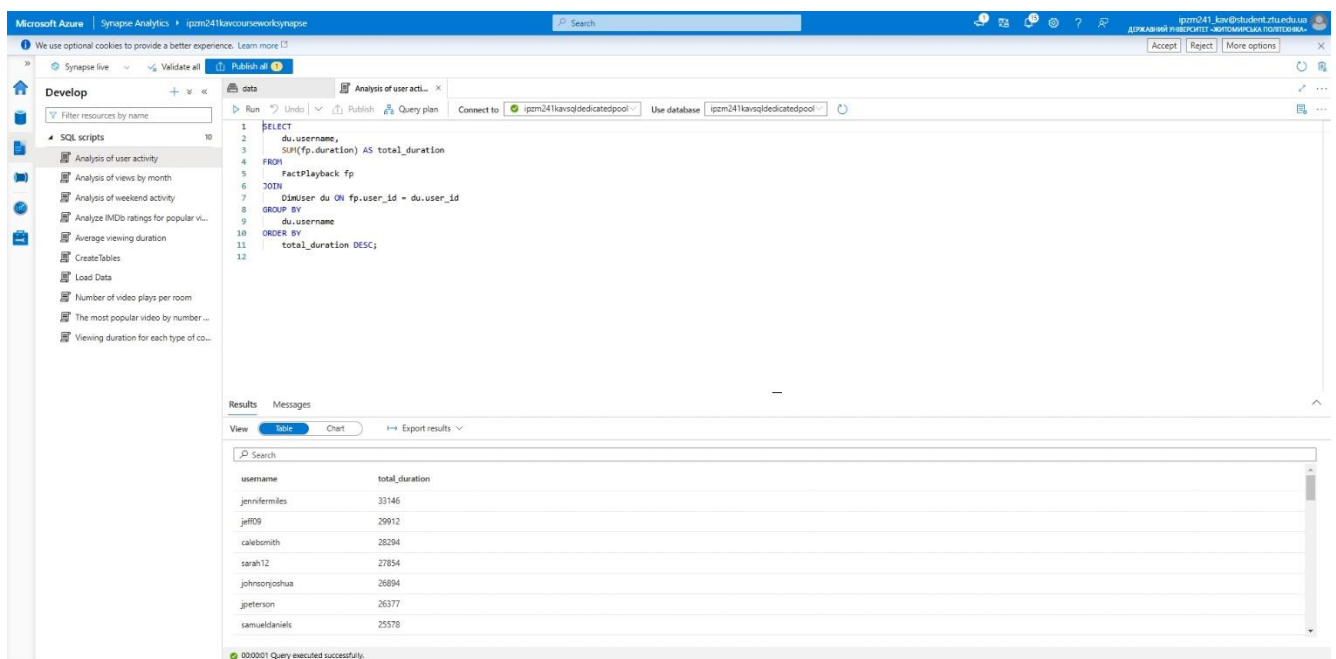 Microsoft Azure | Synapse Analytics ipzm241kavcourseworksynapse
Search
ipzm241_kav@student.ztu.edu.ua
ДЕРЖАВНИЙ УНІВЕРСИТЕТ «ЖИТОМИРСЬКА ПОЛІТЕХНІКА»
We use optional cookies to provide a better experience. Learn more
Accept Reject More options
Synapse live Validate all Publish all 1
Develop
Filter resources by name
SQL scripts 10
Analysis of user activity
Analysis of views by month
Analysis of weekend activity
Analyze IMDb ratings for popular vi...
Average viewing duration
CreateTables
Load Data
Number of video plays per room
The most popular video by number ...
Viewing duration for each type of co...
data Analysis of user acti...
Run Undo Publish Query plan Connect to ipzm241kavsqldedicatedpool Use database ipzm241kavsqldedicatedpool
1 SELECT
2 du.username,
3 SUM(fp.duration) AS total_duration
4 FROM
5 FactPlayback fp
6 JOIN
7 DimUser du ON fp.user_id = du.user_id
8 GROUP BY
9 du.username
10 ORDER BY
11 total_duration DESC;
12
Results Messages
View Table Chart Export results
Search
username total_duration
jennifermiles 33146
jeff09 29912
calebsmith 28294
sarah12 27854
johnsonjoshua 26894
jpeterson 26377
samueldaniels 25578
00:00:01 Query executed successfully.